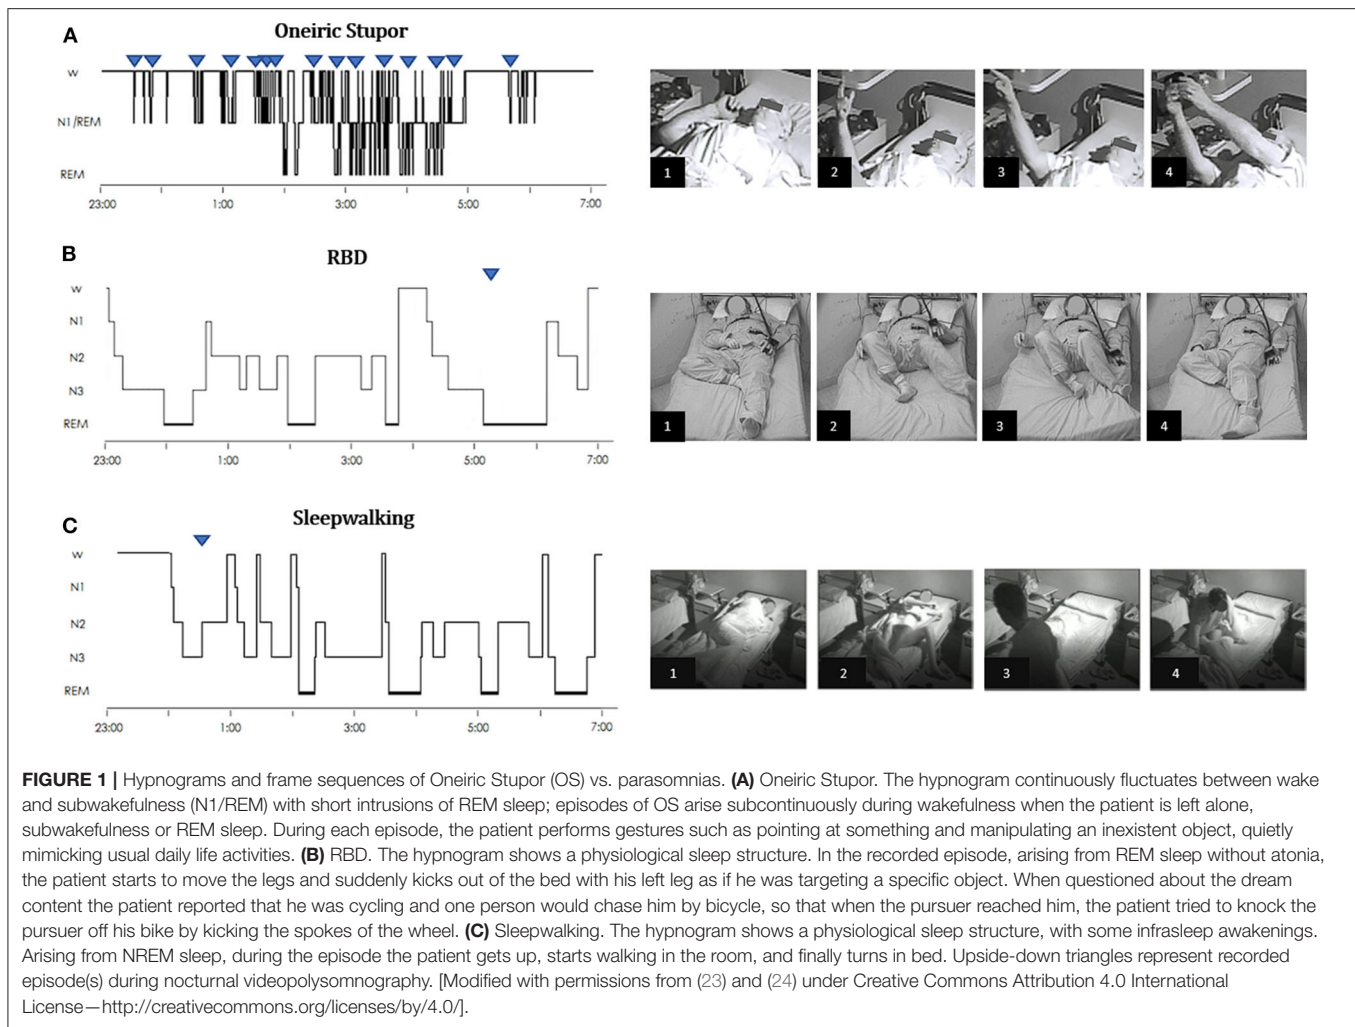 A
Oneiric Stupor
W
N1/REM
REM
23:00 1:00 3:00 5:00 7:00
1 2 3 4
B
RBD
W
N1
N2
N3
REM
23:00 1:00 3:00 5:00 7:00
1 2 3 4
C
Sleepwalking
W
N1
N2
N3
REM
23:00 1:00 3:00 5:00 7:00
1 2 3 4
FIGURE 1 | Hypnograms and frame sequences of Oneiric Stupor (OS) vs. parasomnias. (A) Oneiric Stupor. The hypnogram continuously fluctuates between wake
and subwakefulness (N1/REM) with short intrusions of REM sleep; episodes of OS arise subcontinuously during wakefulness when the patient is left alone,
subwakefulness or REM sleep. During each episode, the patient performs gestures such as pointing at something and manipulating an inexistent object, quietly
mimicking usual daily life activities. (B) RBD. The hypnogram shows a physiological sleep structure. In the recorded episode, arising from REM sleep without atonia,
the patient starts to move the legs and suddenly kicks out of the bed with his left leg as if he was targeting a specific object. When questioned about the dream
content the patient reported that he was cycling and one person would chase him by bicycle, so that when the pursuer reached him, the patient tried to knock the
pursuer off his bike by kicking the spokes of the wheel. (C) Sleepwalking. The hypnogram shows a physiological sleep structure, with some infrasleep awakenings.
Arising from NREM sleep, during the episode the patient gets up, starts walking in the room, and finally turns in bed. Upside-down triangles represent recorded
episode(s) during nocturnal videopolysomnography. [Modified with permissions from (23) and (24) under Creative Commons Attribution 4.0 International
License—http://creativecommons.org/licenses/by/4.0/].